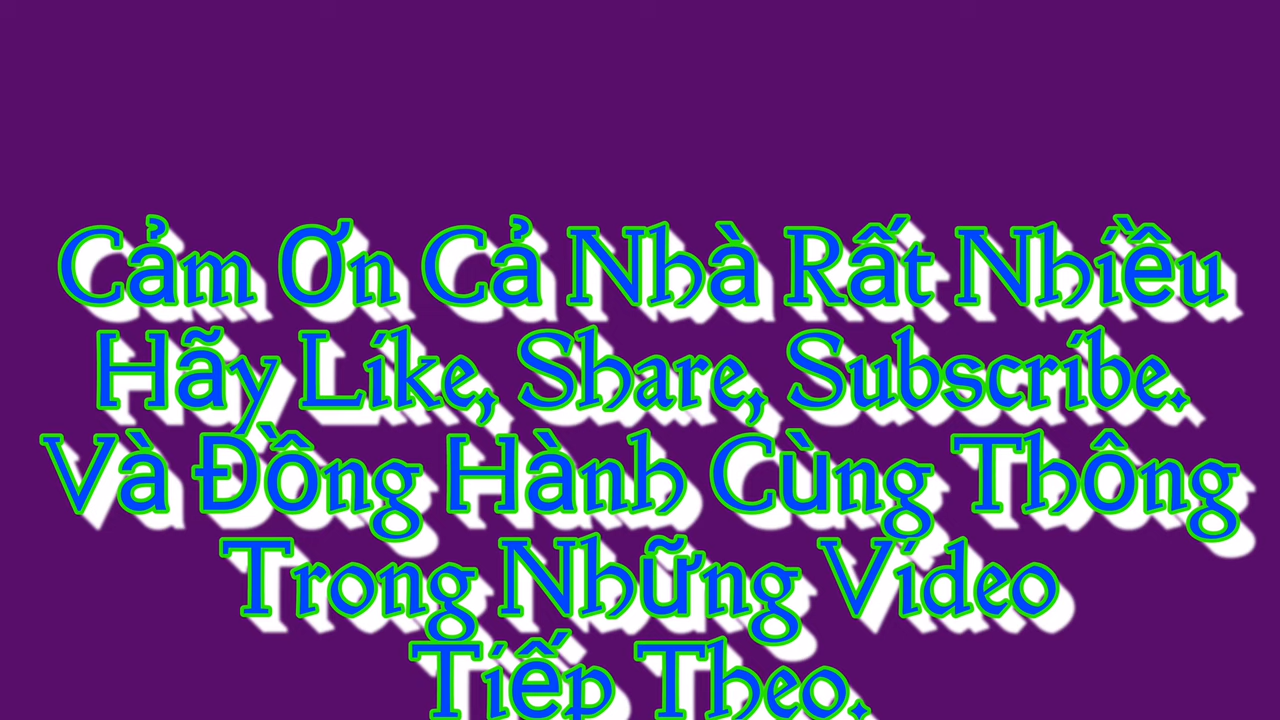 Cảm Ơn Cả Nhà Rất Nhiều
Hãy Like, Share, Subscribe.
Và Đồng Hành Cùng Thông
Trong Những Video
Tiếp Theo.